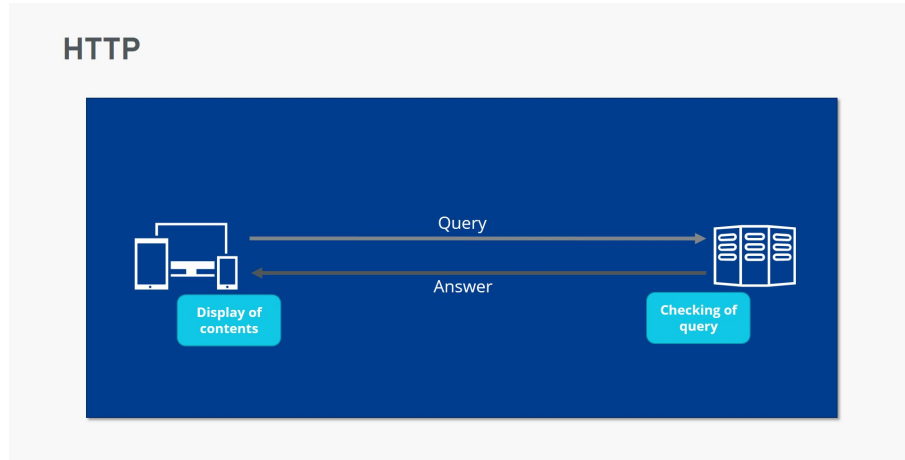 HTTP
Query
Answer
Display of
contents
Checking of
query